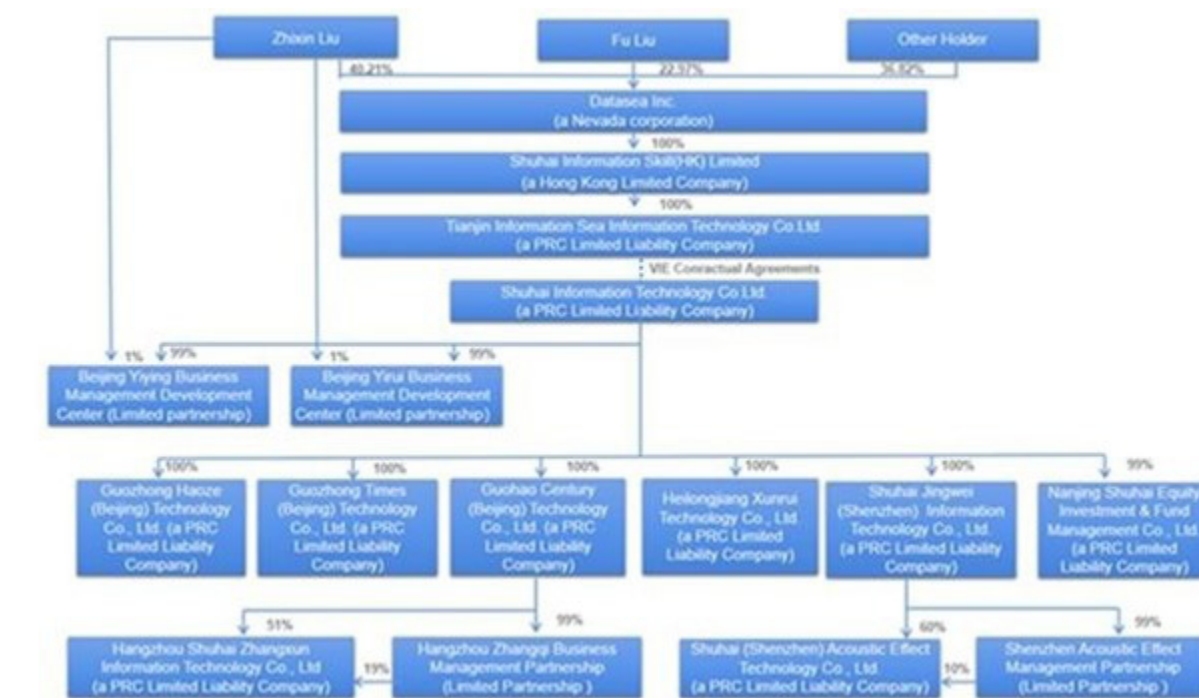 Zhixin Liu
Fu Liu
Other Holder
40.21%
22.97%
36.82%
Datasea Inc.
(a Nevada corporation)
100%
Shuhai Information Skill(HK) Limited
(a Hong Kong Limited Company)
100%
Tianjin Information Sea Information Technology Co.Ltd
(a PRC Limited Liability Company)
VIE Conractual Agreements
Shuhai Information Technology Co.Ltd.
(a PRC Limited Liability Company)
1%
99%
1%
99%
Beijing Yiying Business
Management Development
Center (Limited partnership)
Beijing Yirui Business
Management Development
Center (Limited partnership)
100%
100%
100%
100%
100%
99%
Guozhong Haoze
(Beijing) Technology
Co., Ltd. (a PRC
Limited Liability
Company)
Guozhong Times
(Beijing) Technology
Co., Ltd. (a PRC
Limited Liability
Company)
Guohao Century
(Beijing) Technology
Co., Ltd. (a PRC
Limited Liability
Company)
Heilongjiang Xunrui
Technology Co., Ltd
(a PRC Limited
Liability Company)
Shuhai Jingwei
(Shenzhen) Information
Technology Co., Ltd.
(a PRC Limited Liability
Company)
Nanjing Shuhai Equity
Investment & Fund
Management Co., Ltd
(a PRC Limited
Liability Company)
51%
99%
60%
99%
Hangzhou Shuhai Zhangxun
Information Technology Co., Ltd
(a PRC Limited Liability Company)
19%
Hangzhou Zhangqi Business
Management Partnership
(Limited Partnership )
Shuhai (Shenzhen) Acoustic Effect
Technology Co., Ltd.
(a PRC Limited Liability Company)
10%
Shenzhen Acoustic Effect
Management Partnership
(Limited Partnership)